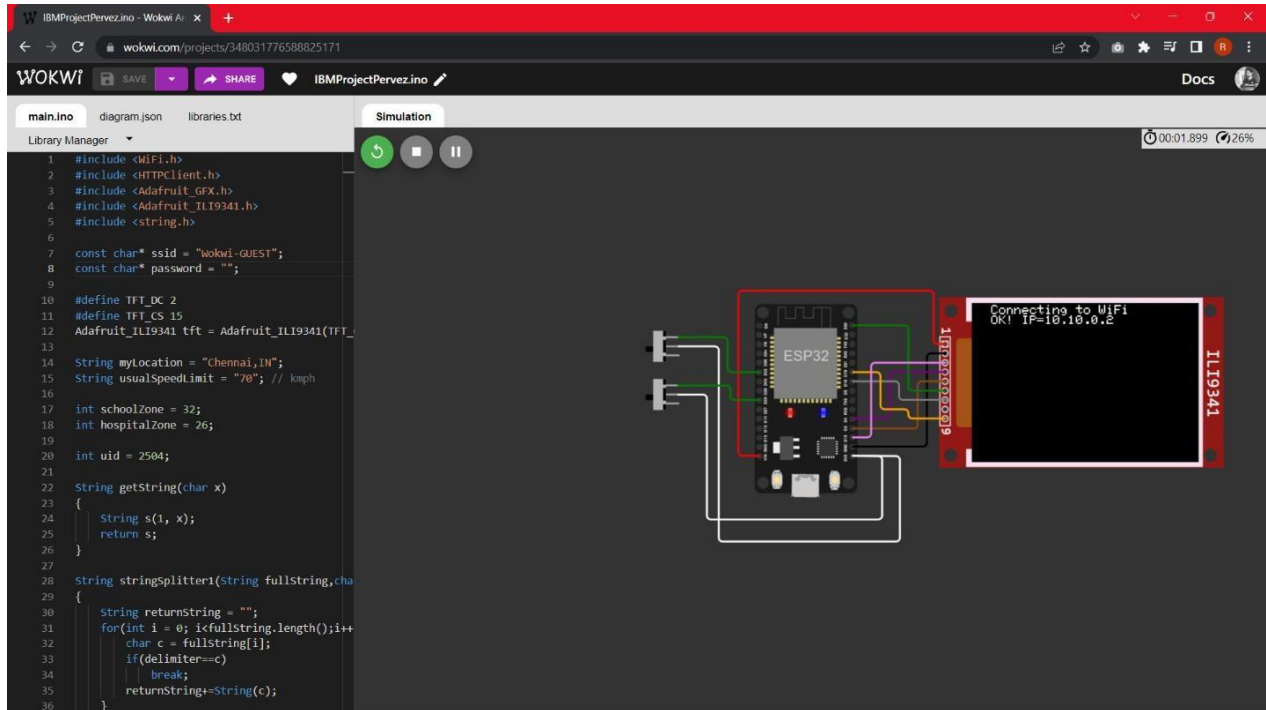 IBMProjectPervez.ino - Wokwi Ar
wokwi.com/projects/348031776588825171
R
WOKWi
SAVE
SHARE
IBMProjectPervez.ino
Docs
main.ino diagram.json libraries.txt
Simulation
Library Manager
00:01.899 26%
1 #include <WiFi.h>
2 #include <HTTPClient.h>
3 #include <Adafruit_GFX.h>
4 #include <Adafruit_ILI9341.h>
5 #include <string.h>
6
7 const char* ssid = "Wokwi-GUEST";
8 const char* password = "";
9
10 #define TFT_DC 2
11 #define TFT_CS 15
12 Adafruit_ILI9341 tft = Adafruit_ILI9341(TFT_
13
14 String myLocation = "Chennai,IN";
15 String usualSpeedLimit = "70"; // kmph
16
17 int schoolZone = 32;
18 int hospitalZone = 26;
19
20 int uid = 2504;
21
22 String getString(char x)
23 {
24 String s(1, x);
25 return s;
26 }
27
28 String stringSplitter1(String fullString,cha
29 {
30 String returnString = "";
31 for(int i = 0; i<fullString.length();i++
32 char c = fullString[i];
33 if(delimiter==c)
34 break;
35 returnString+=String(c);
36 }
ESP32
Connecting to WiFi
OK! IP=10.10.0.2
1
9
ILI9341